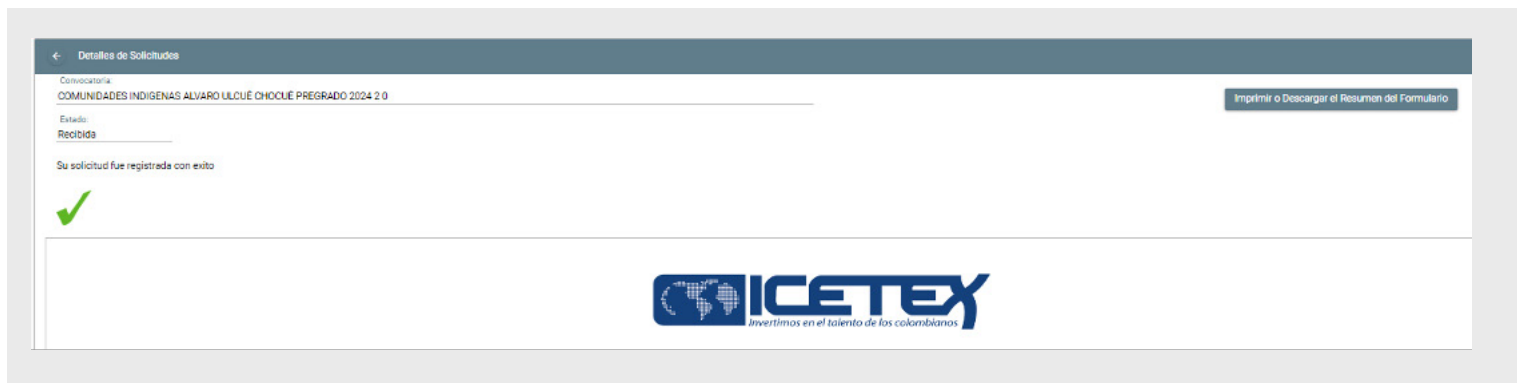 ← Detalles de Solicitudes
Convocatoria:
COMUNIDADES INDIGENAS ALVARO ULCUÉ CHOCUÉ PREGRADO 2024 2 0
Imprimir o Descargar el Resumen del Formulario
Estado:
Recibida
Su solicitud fue registrada con exito
ICETEX
Invertimos en el talento de los colombianos